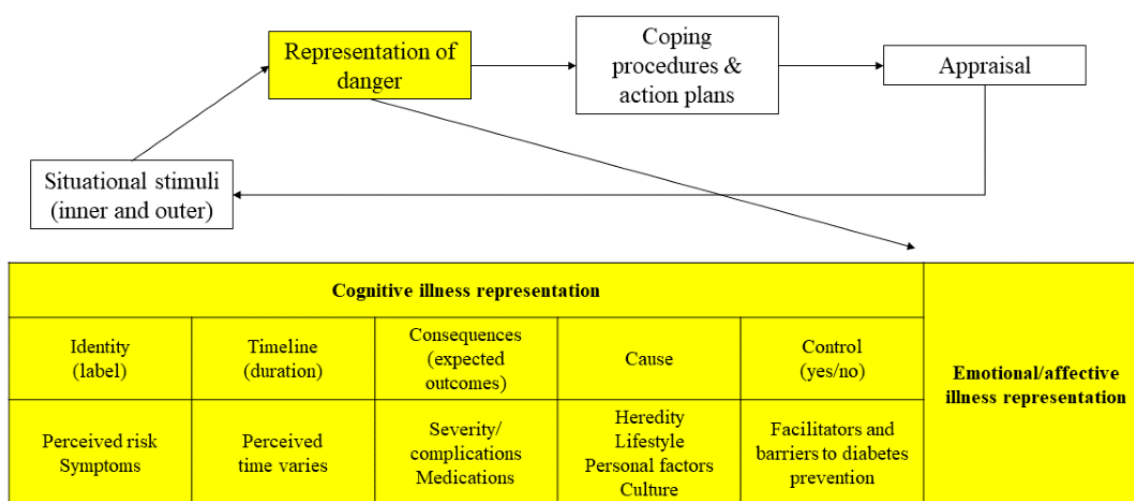 Representation of
danger
Coping
procedures &
action plans
Appraisal
Situational stimuli
(inner and outer)
Cognitive illness representation
Identity
(label)
Timeline
(duration)
Consequences
(expected
outcomes)
Cause
Control
(yes/no)
Emotional/affective
illness representation
Perceived risk
Symptoms
Perceived
time varies
Severity/
complications
Medications
Heredity
Lifestyle
Personal factors
Culture
Facilitators and
barriers to diabetes
prevention